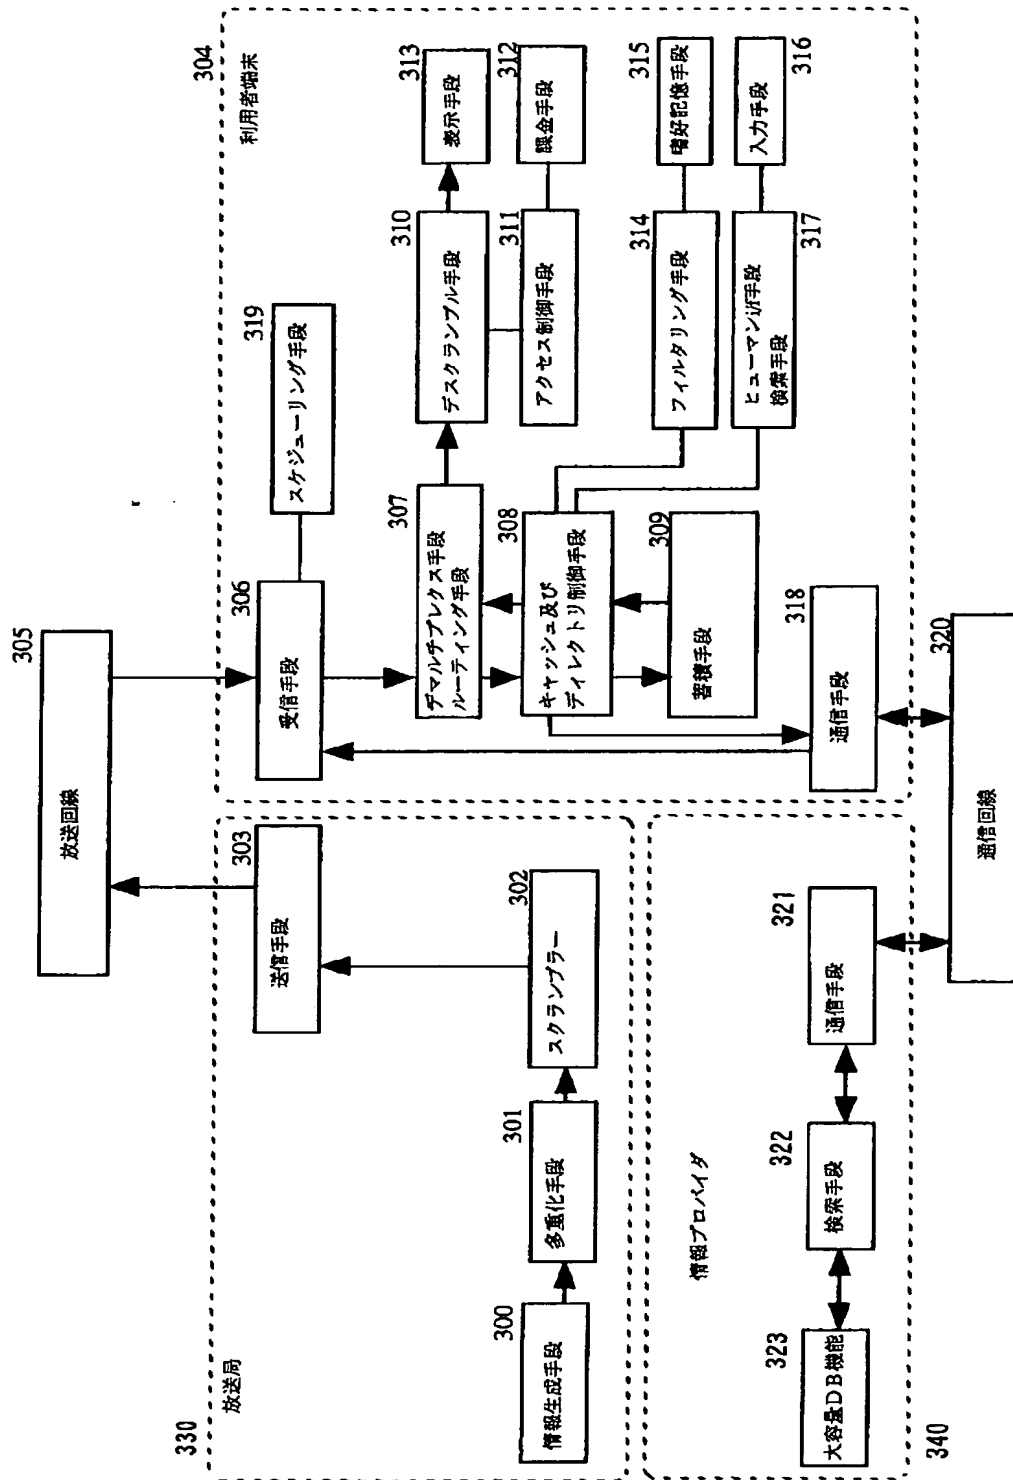 305
放送回線
330
放送局
300
情報生成手段
301
多重化手段
302
スクランブラー
303
送信手段
304
利用者端末
306
受信手段
319
スケジューリング手段
307
デマルチプレクス手段
ルーティング手段
310
デスクランブル手段
313
表示手段
308
キャッシュ及び
ディレクトリ制御手段
311
アクセス制御手段
312
課金手段
309
蓄積手段
314
フィルタリング手段
315
嗜好記憶手段
317
ヒューマンi/f手段
検索手段
316
入力手段
318
通信手段
340
情報プロバイダ
323
大容量DB機能
322
検索手段
321
通信手段
320
通信回線